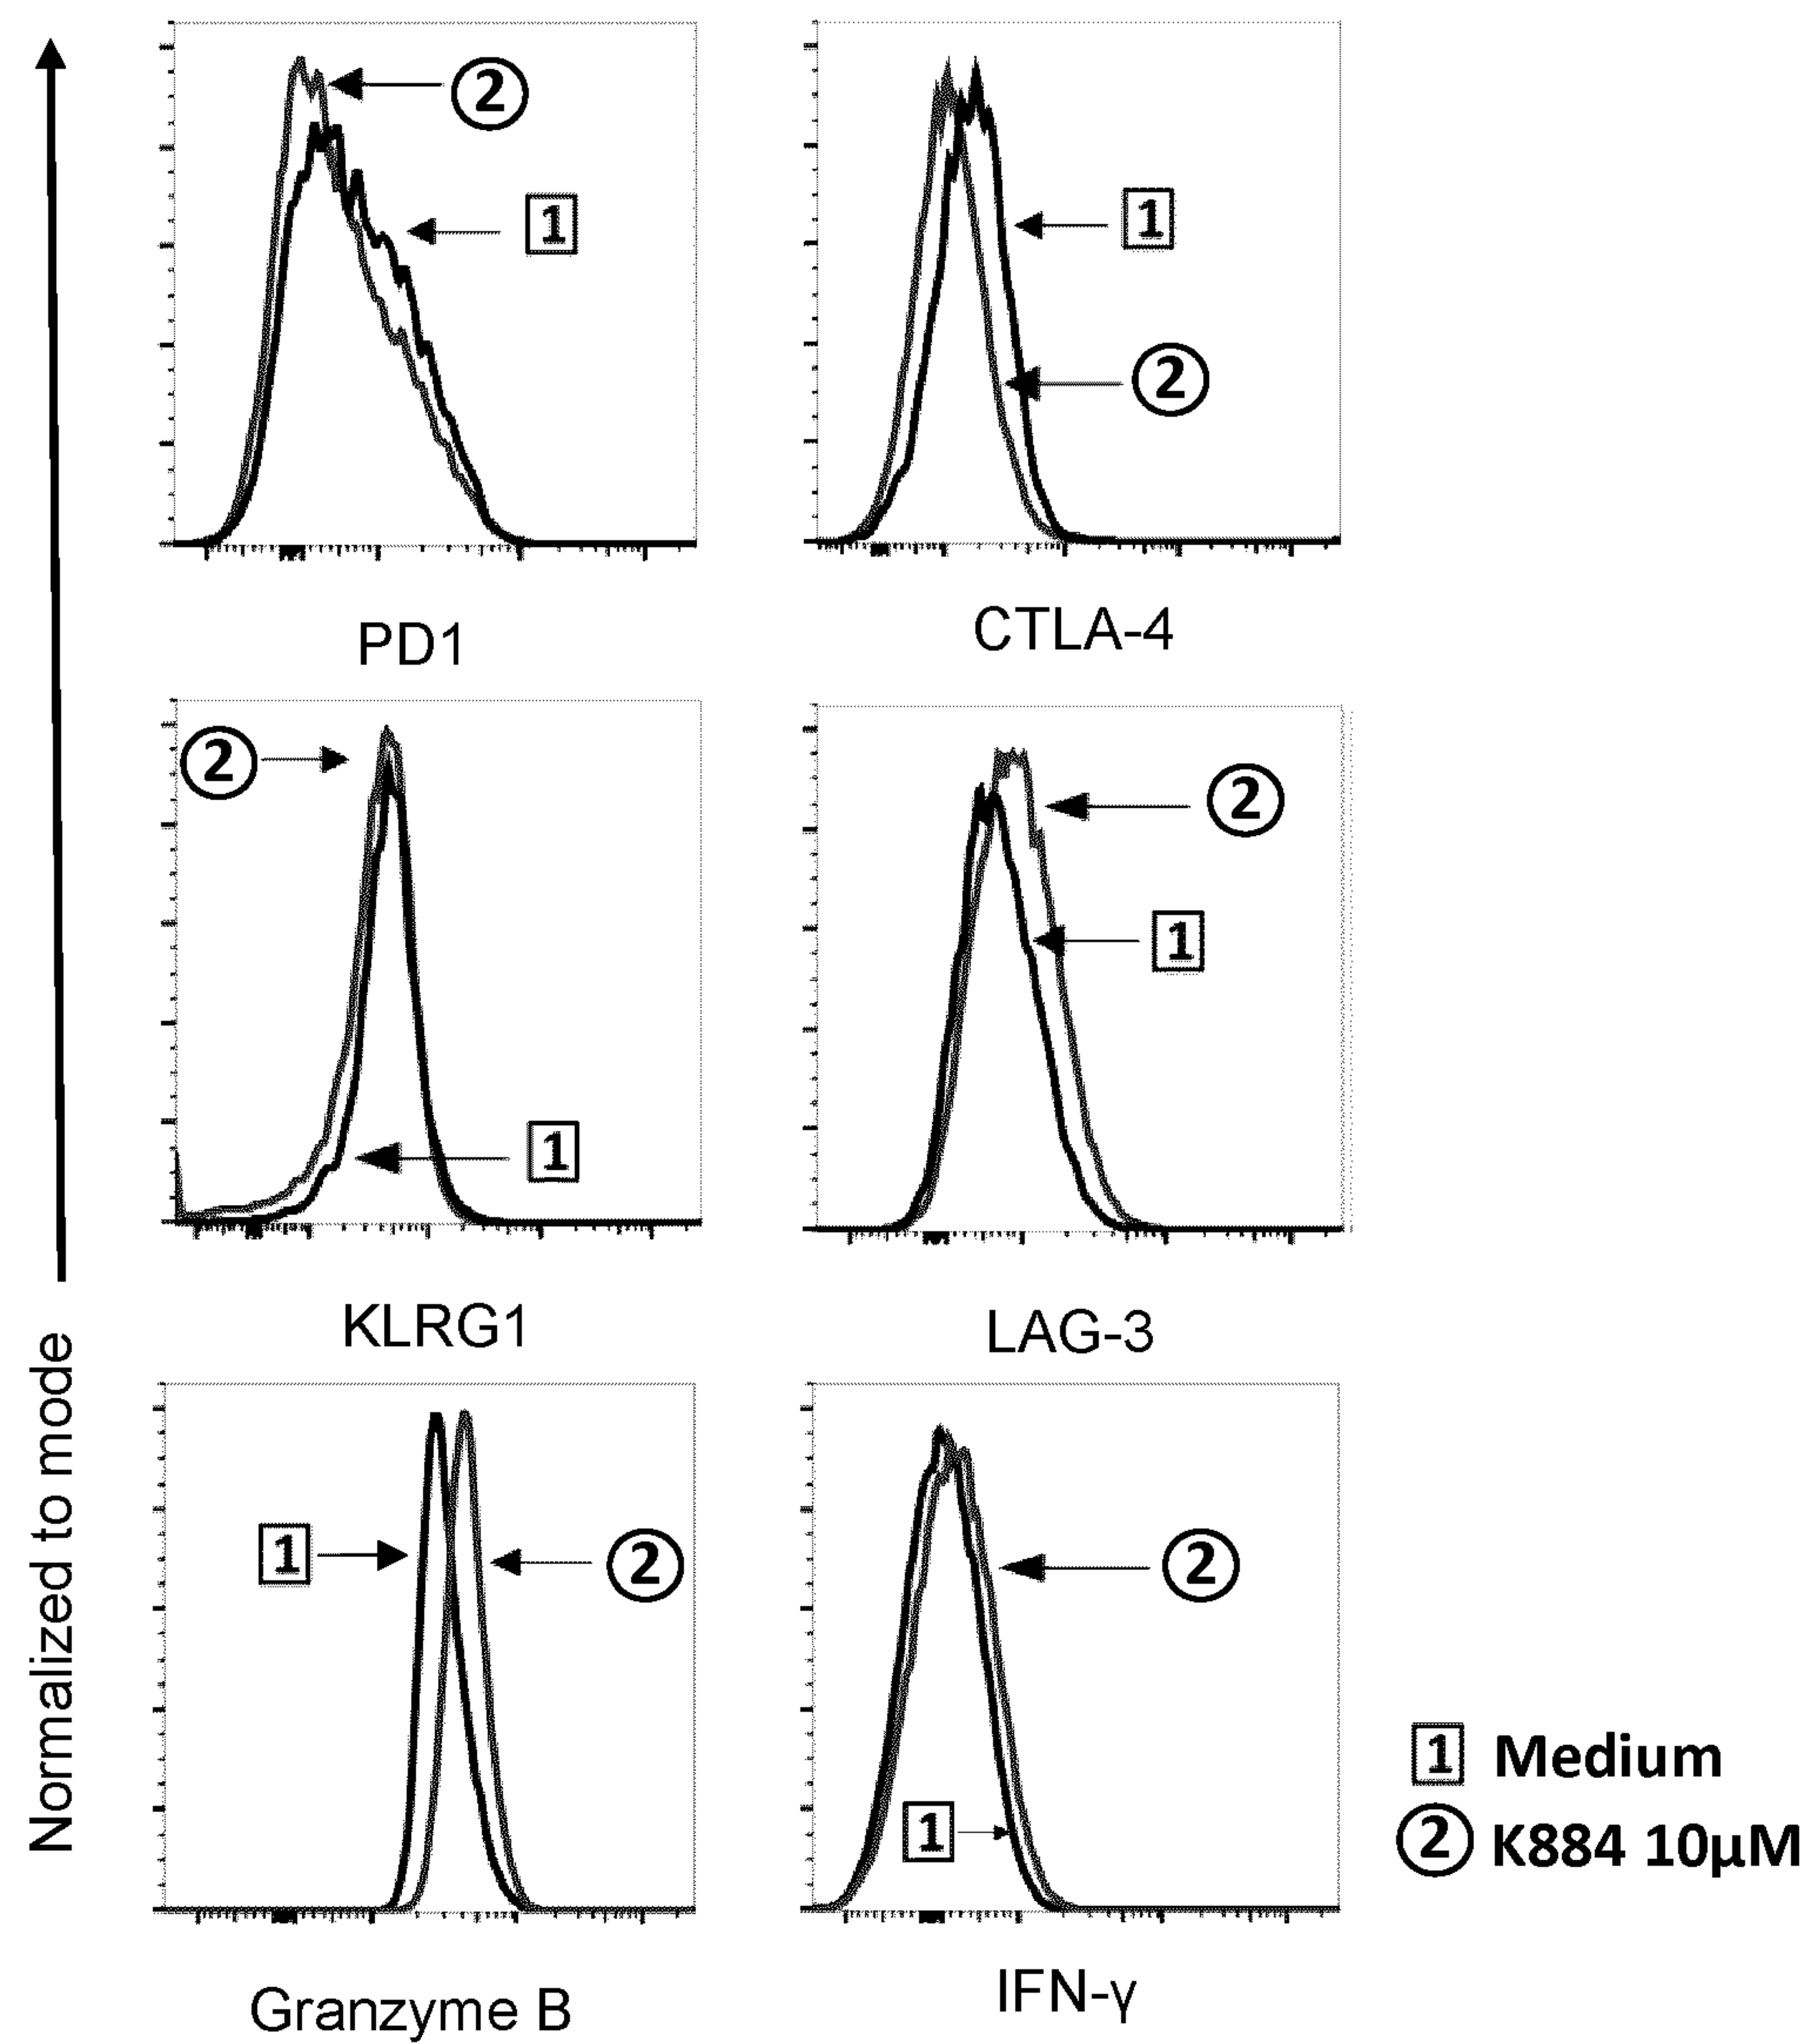 2
1
1
2
PD1
CTLA-4
2
2
1
1
KLRG1
LAG-3
Normalized to mode
1
2
2
1
1 Medium
2 K884 10µM
Granzyme B
IFN-γ